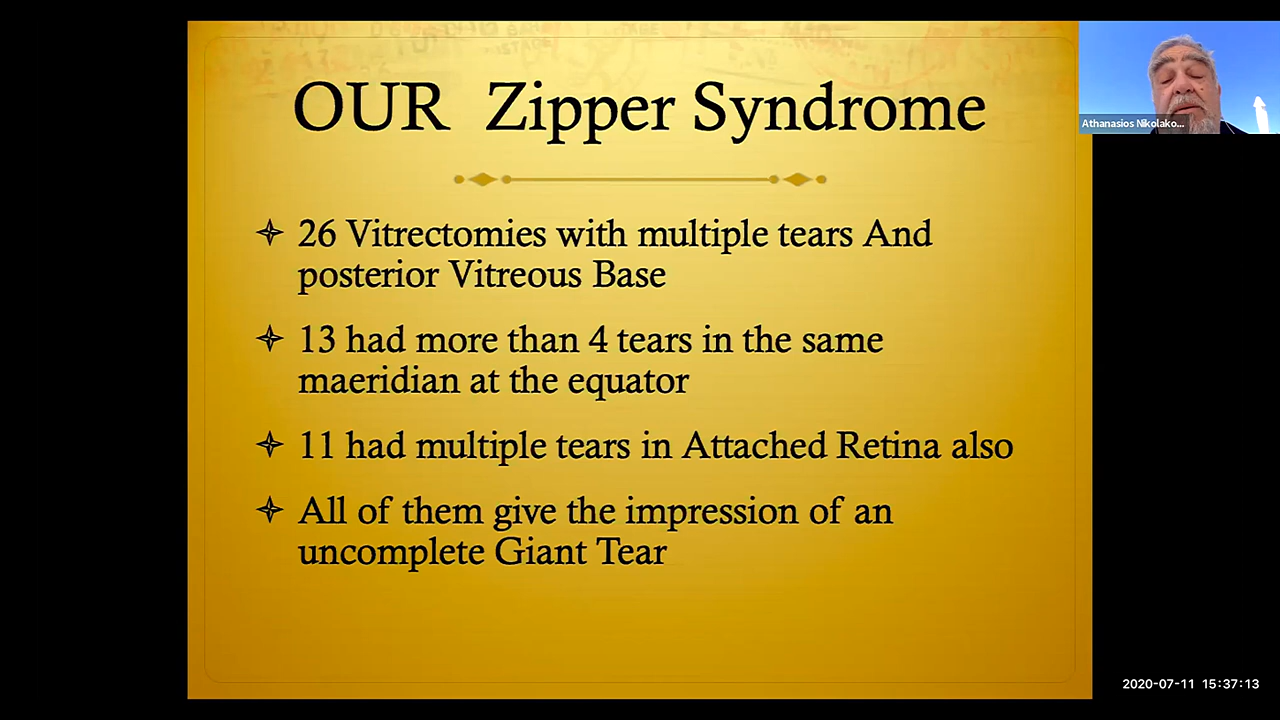 OUR Zipper Syndrome
Athanasios Nikolako...
26 Vitrectomies with multiple tears And
posterior Vitreous Base
13 had more than 4 tears in the same
maeridian at the equator
11 had multiple tears in Attached Retina also
All of them give the impression of an
uncomplete Giant Tear
2020-07-11 15:37:13